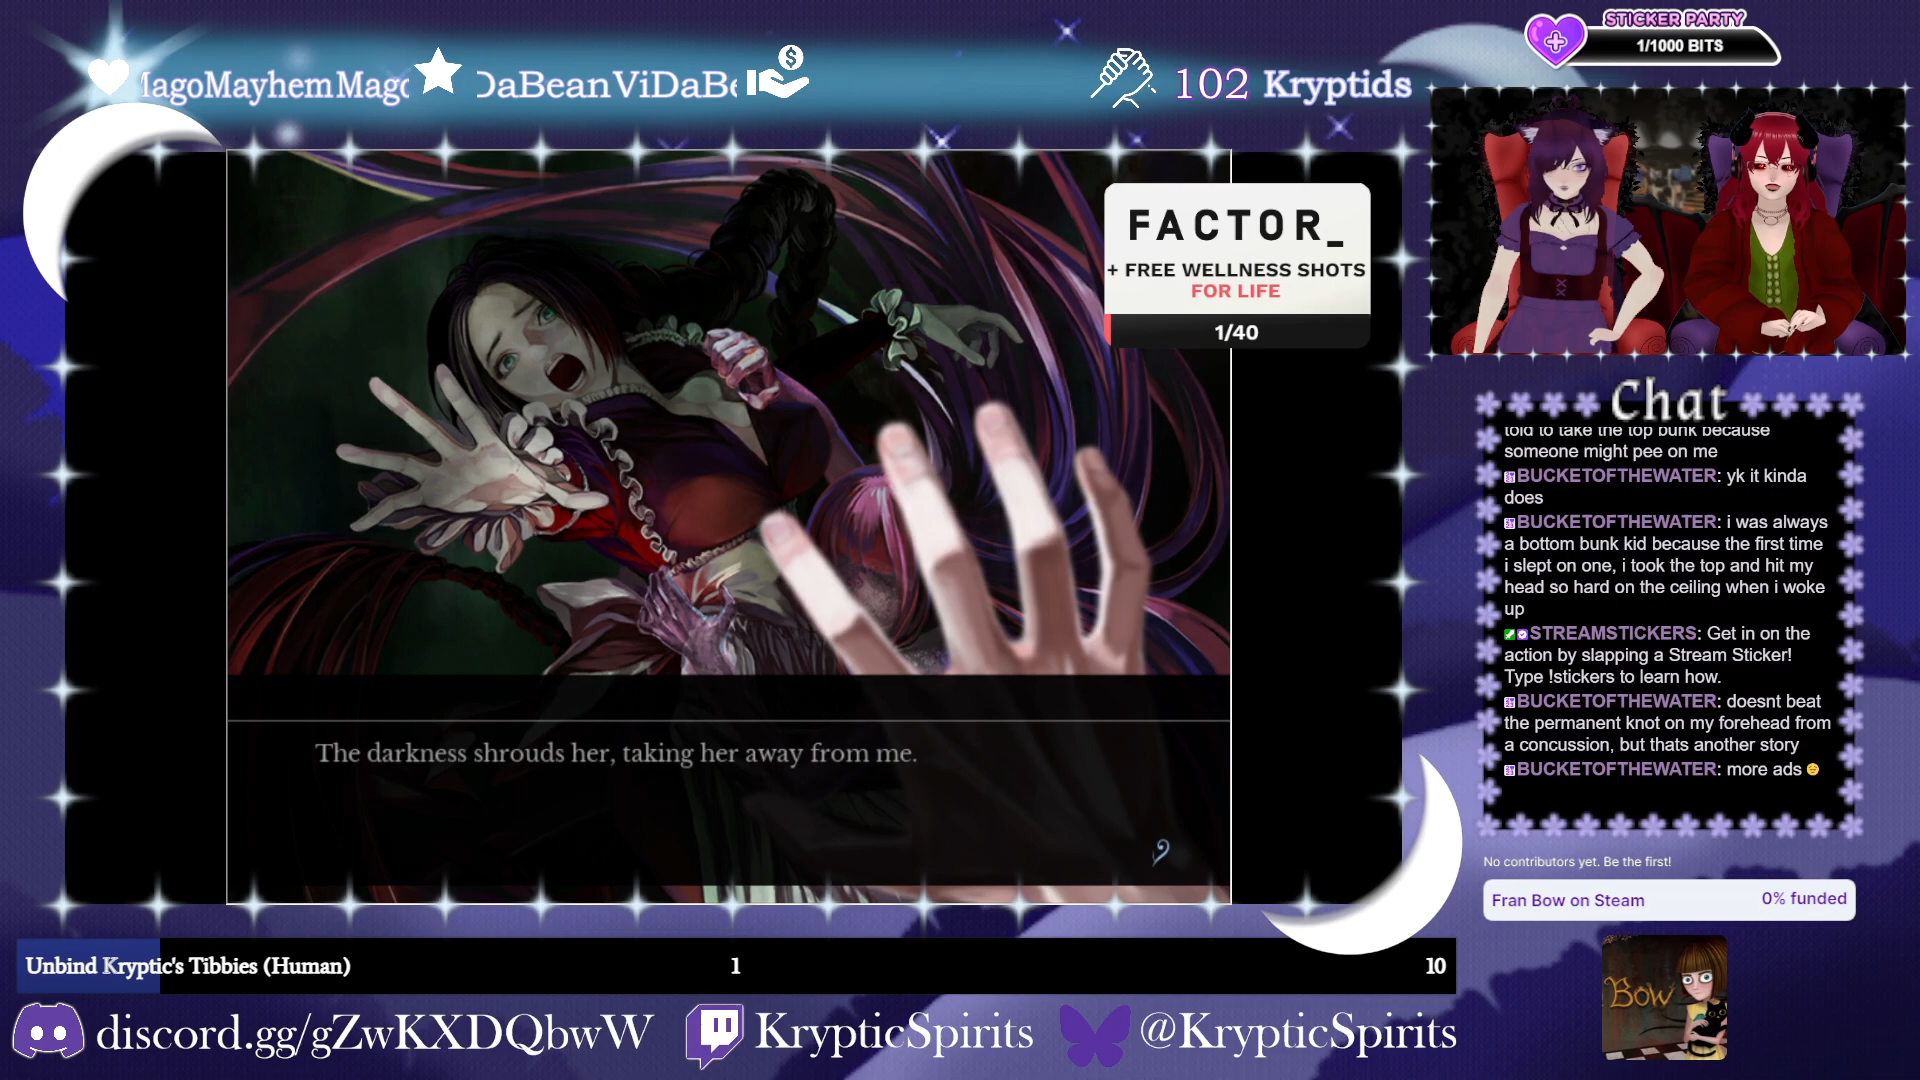 STICKER PARTY
1/1000 BITS
MagoMayhem Mago
DaBeanViDaBe
102 Kryptids
FACTOR_
+ FREE WELLNESS SHOTS
FOR LIFE
1/40
Chat
told to take the top bunk because
someone might pee on me
BUCKETOFTHEWATER: yk it kinda
does
BUCKETOFTHEWATER: i was always
a bottom bunk kid because the first time
i slept on one, i took the top and hit my
head so hard on the ceiling when i woke
up
STREAMSTICKERS: Get in on the
action by slapping a Stream Sticker!
Type !stickers to learn how.
BUCKETOFTHEWATER: doesnt beat
the permanent knot on my forehead from
a concussion, but thats another story
BUCKETOFTHEWATER: more ads
The darkness shrouds her, taking her away from me.
No contributors yet. Be the first!
Fran Bow on Steam
0% funded
BOW
Unbind Kryptic's Tibbies (Human)
1
10
discord.gg/gZwKXDQbwW
KrypticSpirits
@KrypticSpirits